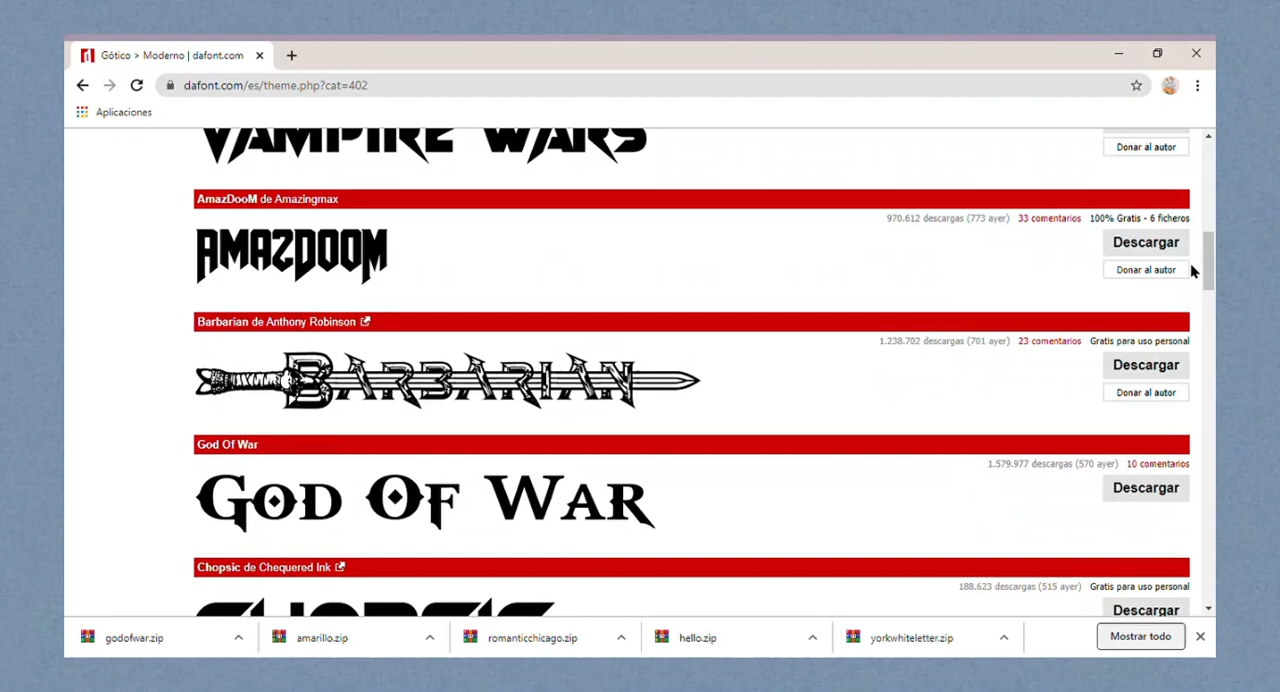 Gótico > Moderno | dafont.com
dafont.com/es/theme.php?cat=402
Aplicaciones
VAMPIRE WARS
Donar al autor
AmazDooM de Amazingmax
970.612 descargas (773 ayer) 33 comentarios 100% Gratis - 6 ficheros
AMAZDOOM
Descargar
Donar al autor
Barbarian de Anthony Robinson
1.238.702 descargas (701 ayer) 23 comentarios Gratis para uso personal
BARBARIAN
Descargar
Donar al autor
God Of War
1.579.977 descargas (570 ayer) 10 comentarios
GOD OF WAR
Descargar
Chopsic de Chequered Ink
188.623 descargas (515 ayer) Gratis para uso personal
CHOPSIC
Descargar
godofwar.zip
amarillo.zip
romanticchicago.zip
hello.zip
yorkwhiteletter.zip
Mostrar todo